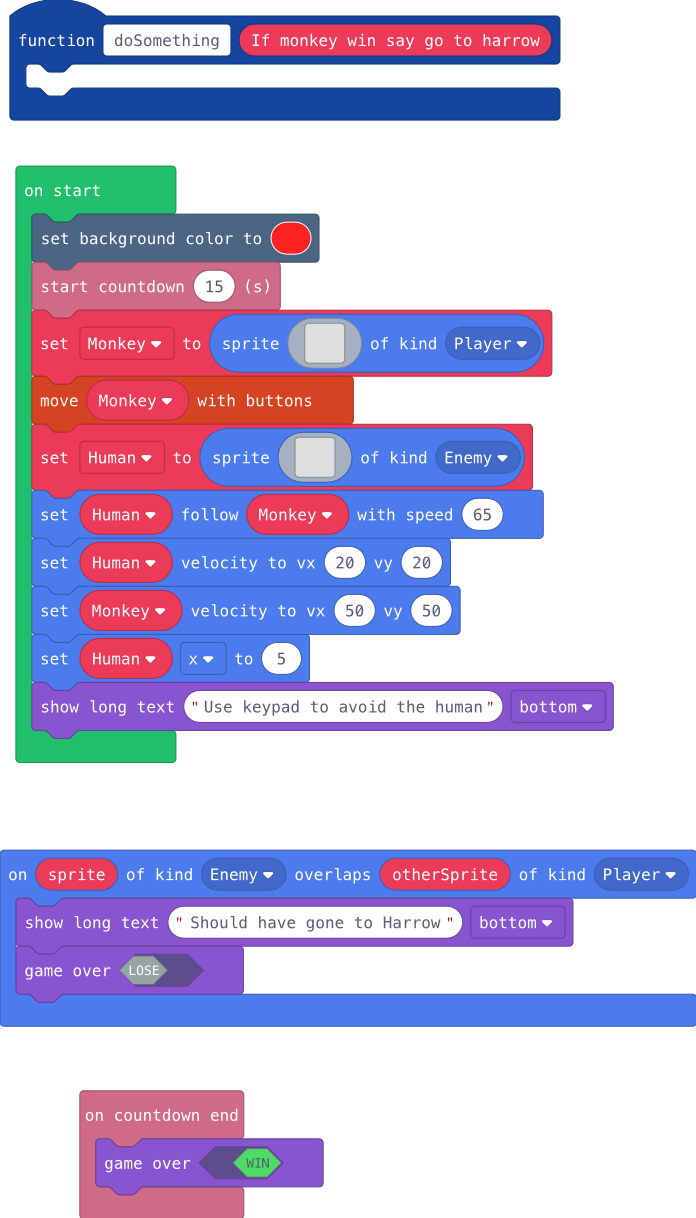 function doSomething If monkey win say go to harrow
on start
set background color to
start countdown 15 (s)
set Monkey to sprite of kind Player
move Monkey with buttons
set Human to sprite of kind Enemy
set Human follow Monkey with speed 65
set Human velocity to vx 20 vy 20
set Monkey velocity to vx 50 vy 50
set Human x to 5
show long text "Use keypad to avoid the human" bottom
on sprite of kind Enemy overlaps otherSprite of kind Player
show long text "Should have gone to Harrow" bottom
game over LOSE
on countdown end
game over WIN